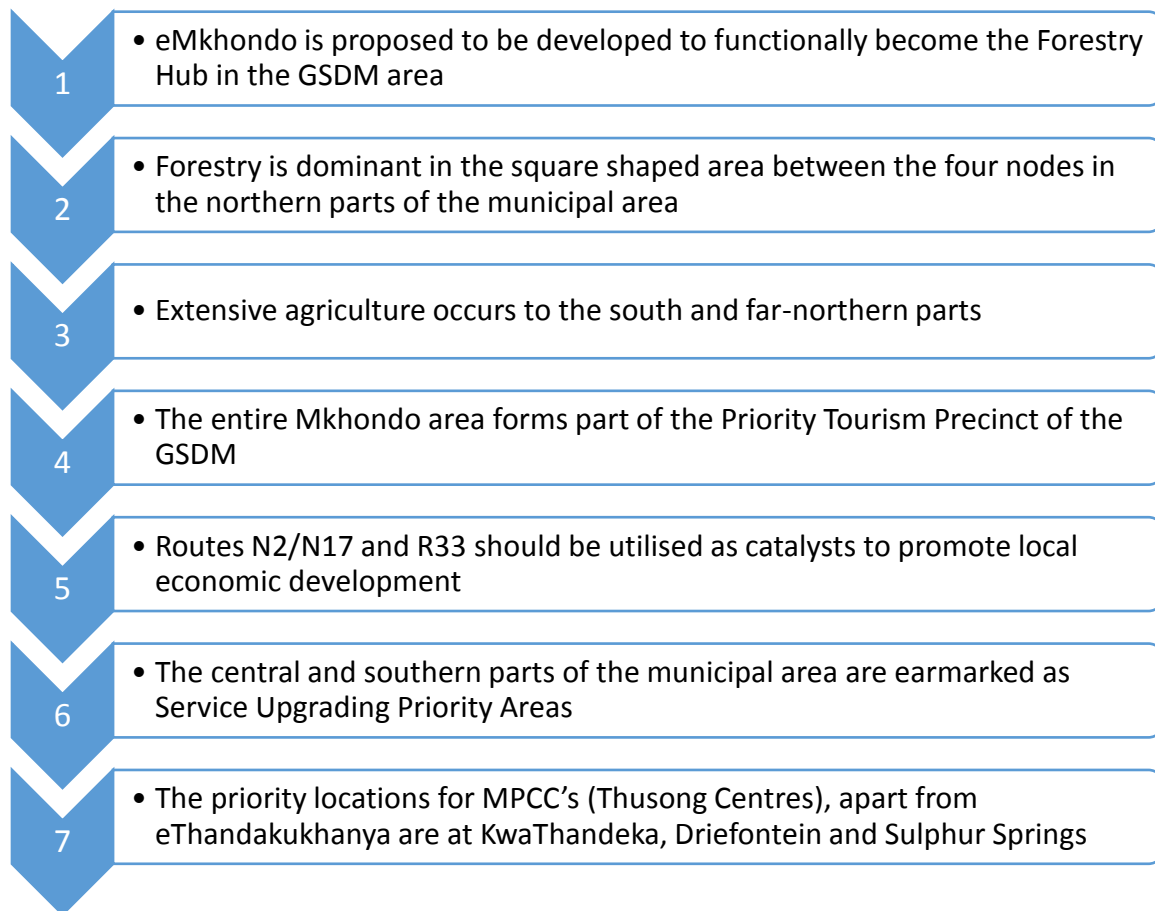 1
• eMkhondo is proposed to be developed to functionally become the Forestry
Hub in the GSDM area
2
• Forestry is dominant in the square shaped area between the four nodes in
the northern parts of the municipal area
3
• Extensive agriculture occurs to the south and far-northern parts
4
• The entire Mkhondo area forms part of the Priority Tourism Precinct of the
GSDM
5
• Routes N2/N17 and R33 should be utilised as catalysts to promote local
economic development
6
• The central and southern parts of the municipal area are earmarked as
Service Upgrading Priority Areas
7
• The priority locations for MPCC's (Thusong Centres), apart from
eThandakukhanya are at KwaThandeka, Driefontein and Sulphur Springs